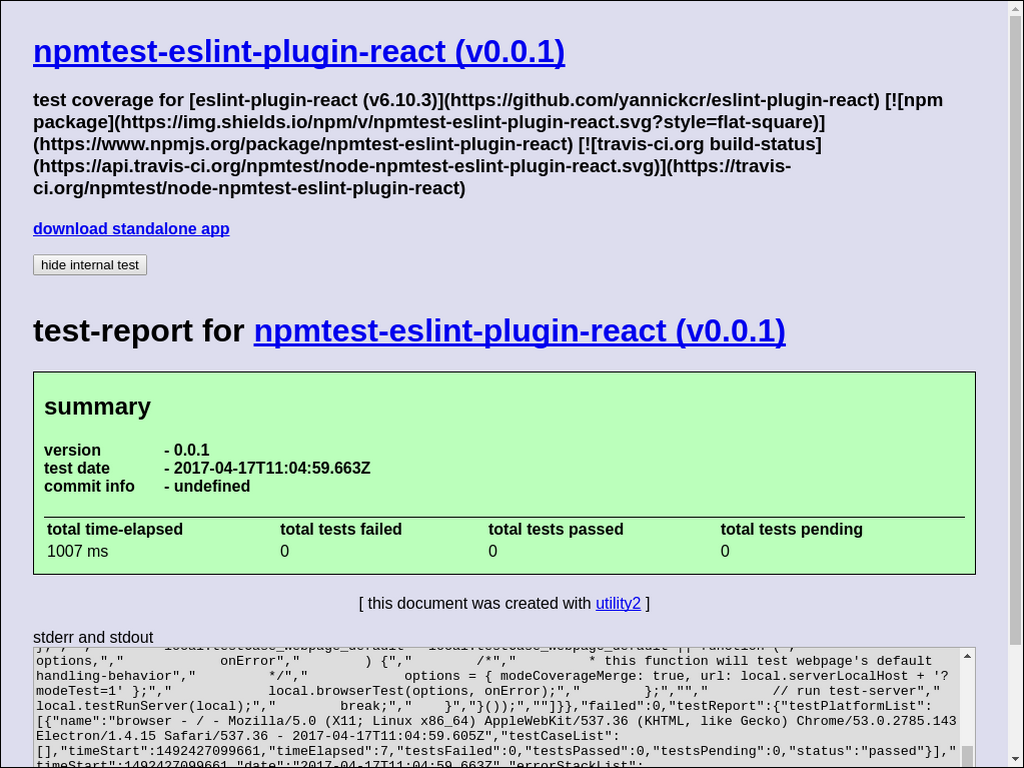 npmtest-eslint-plugin-react (v0.0.1)
test coverage for [eslint-plugin-react (v6.10.3)](https://github.com/yannickcr/eslint-plugin-react) [![npm
package](https://img.shields.io/npm/v/npmtest-eslint-plugin-react.svg?style=flat-square)]
(https://www.npmjs.org/package/npmtest-eslint-plugin-react) [![travis-ci.org build-status]
(https://api.travis-ci.org/npmtest/node-npmtest-eslint-plugin-react.svg)](https://travis-
ci.org/npmtest/node-npmtest-eslint-plugin-react)
download standalone app
hide internal test
test-report for npmtest-eslint-plugin-react (v0.0.1)
summary
version - 0.0.1
test date - 2017-04-17T11:04:59.663Z
commit info - undefined
total time-elapsed total tests failed total tests passed total tests pending
1007 ms 0 0 0
[ this document was created with utility2 ]
stderr and stdout
options,"," onError"," ) {"," /*"," * this function will test webpage's default
handling-behavior"," */"," options = { modeCoverageMerge: true, url: local.serverLocalHost + '?
modeTest=1' };"," local.browserTest(options, onError);"," };",""," // run test-server","
local.testRunServer(local);"," break;"," }","}());",""]}},"failed":0,"testReport":{"testPlatformList":
[{"name":"browser - / - Mozilla/5.0 (X11; Linux x86_64) AppleWebKit/537.36 (KHTML, like Gecko) Chrome/53.0.2785.143
Electron/1.4.15 Safari/537.36 - 2017-04-17T11:04:59.605Z","testCaseList":
[],"timeStart":1492427099661,"timeElapsed":7,"testsFailed":0,"testsPassed":0,"testsPending":0,"status":"passed"}],"
timeStart":1492427099661,"date":"2017-04-17T11:04:59.663Z","errorStackList":